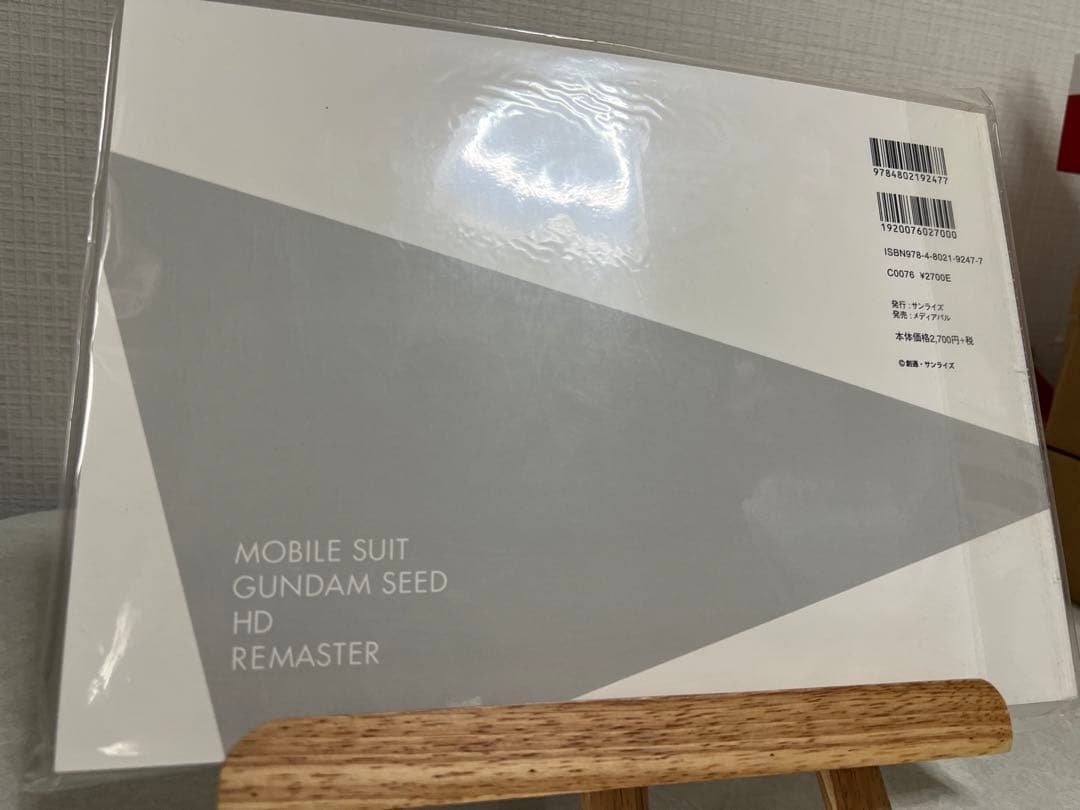 9784802192477
1920076027000
ISBN978-4-8021-9247-7
C0076 ¥2700E
発行:サンライズ
発売:メディアパル
本体価格2,700円+税
©創通・サンライズ
MOBILE SUIT
GUNDAM SEED
HD
REMASTER